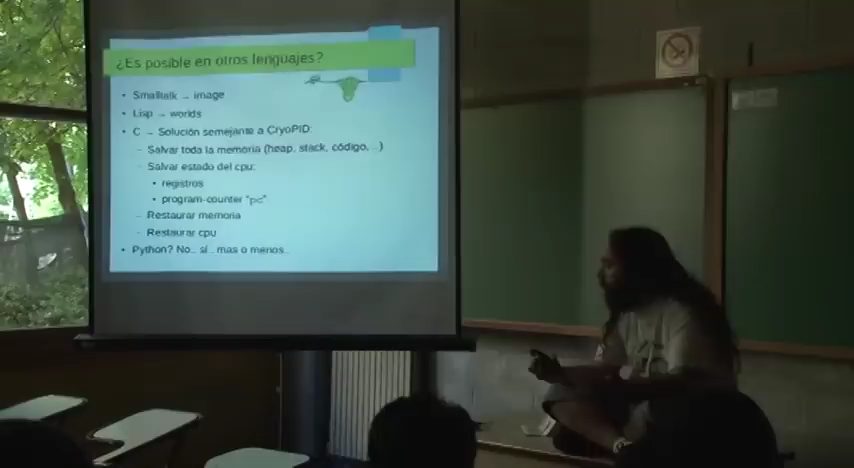 ¿Es posible en otros lenguajes?
• Smalltalk → image
• Lisp → worlds
• C → Solución semejante a CryoPID:
– Salvar toda la memoria (heap, stack, código, ...)
– Salvar estado del cpu:
• registros
• program-counter "pc"
– Restaurar memoria
– Restaurar cpu
• Python? No.. sí.. mas o menos..